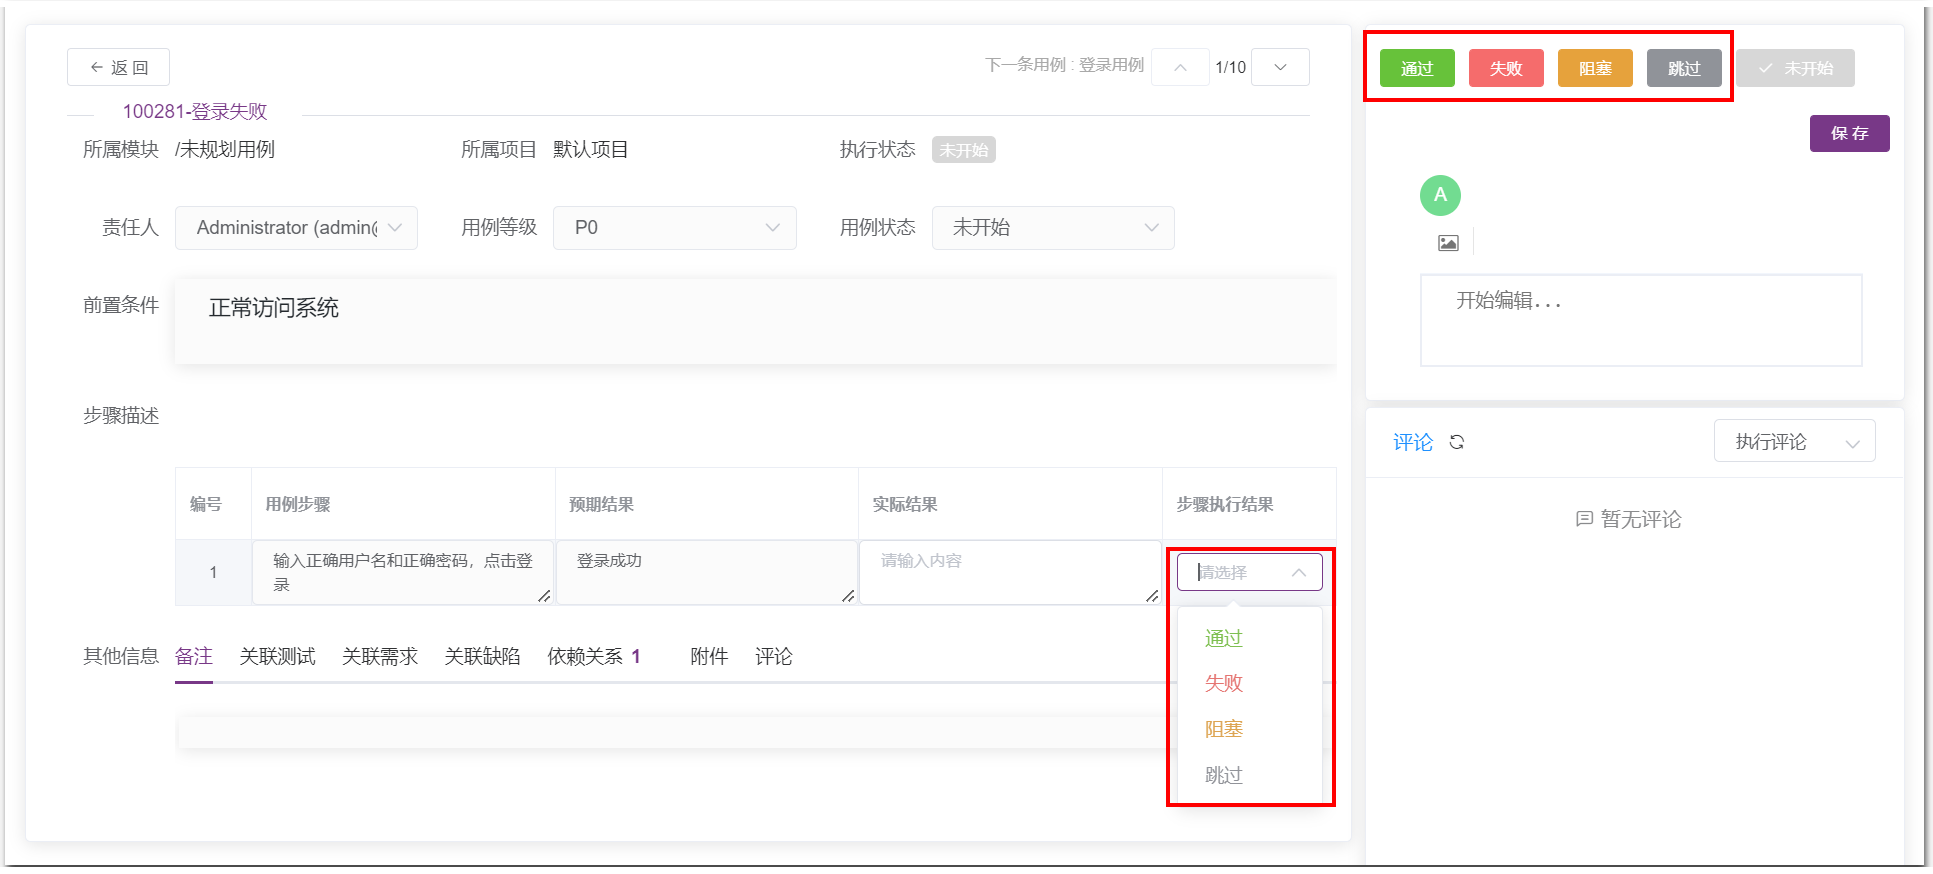 返 回
下一条用例 : 登录用例
1/10
100281-登录失败
所属模块 /未规划用例
所属项目 默认项目
执行状态 未开始
责任人 Administrator (admin@
用例等级 P0
用例状态 未开始
前置条件 正常访问系统
步骤描述
编号 用例步骤 预期结果 实际结果 步骤执行结果
1 输入正确用户名和正确密码，点击登
录
登录成功
请输入内容
请选择
通过
失败
阻塞
跳过
其他信息 备注 关联测试 关联需求 关联缺陷 依赖关系 1 附件 评论
通过 失败 阻塞 跳过 未开始
保 存
A
开始编辑...
评论 执行评论
暂无评论